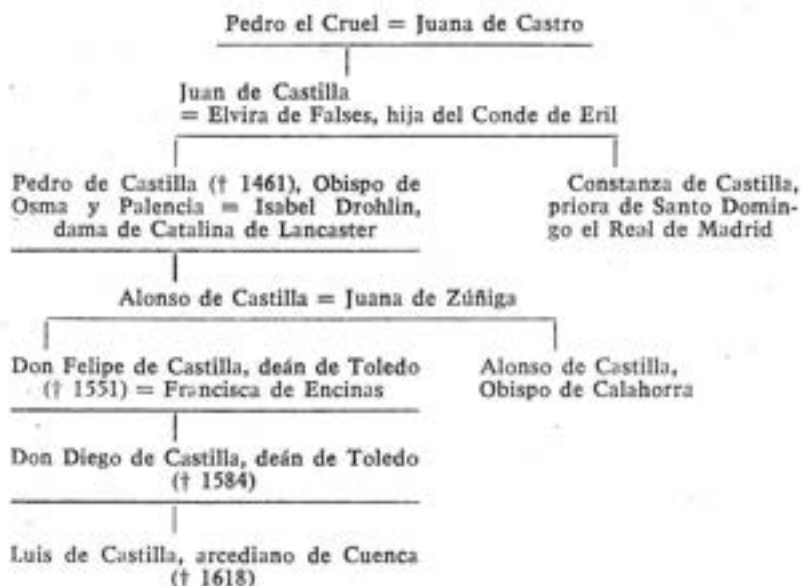 Pedro el Cruel = Juana de Castro
Juan de Castilla
= Elvira de Falses, hija del Conde de Eril
Pedro de Castilla († 1461), Obispo de
Osma y Palencia = Isabel Drohlin,
dama de Catalina de Lancaster
Constanza de Castilla,
priora de Santo Domin-
go el Real de Madrid
Alonso de Castilla = Juana de Zúñiga
Don Felipe de Castilla, deán de Toledo
(† 1551) = Francisca de Encinas
Alonso de Castilla,
Obispo de Calahorra
Don Diego de Castilla, deán de Toledo
(† 1584)
Luis de Castilla, arcediano de Cuenca
(† 1618)